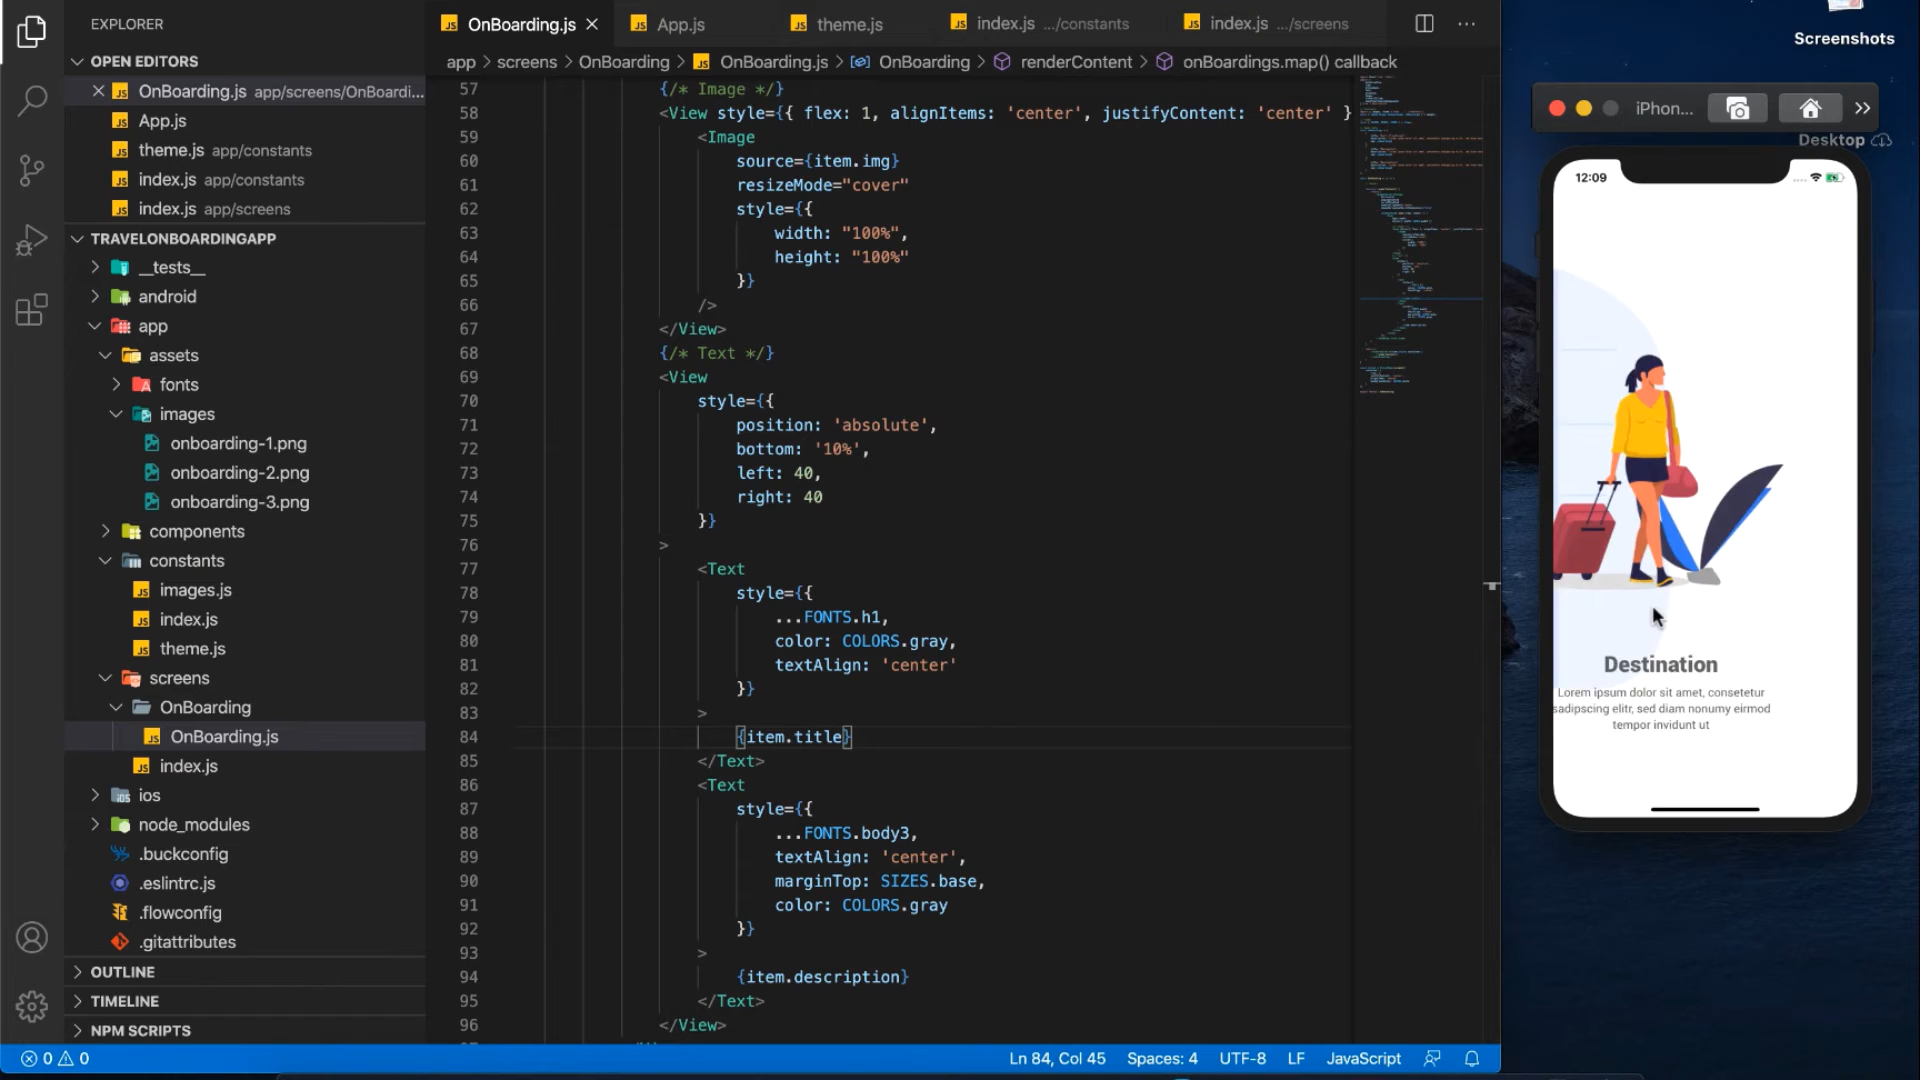 EXPLORER
OPEN EDITORS
OnBoarding.js app/screens/OnBoardi...
App.js
theme.js app/constants
index.js app/constants
index.js app/screens
TRAVELONBOARDINGAPP
__tests__
android
app
assets
fonts
images
onboarding-1.png
onboarding-2.png
onboarding-3.png
components
constants
images.js
index.js
theme.js
screens
OnBoarding
OnBoarding.js
index.js
ios
node_modules
.buckconfig
.eslintrc.js
.flowconfig
.gitattributes
OUTLINE
TIMELINE
NPM SCRIPTS
OnBoarding.js
App.js
theme.js
index.js .../constants
index.js .../screens
app > screens > OnBoarding > OnBoarding.js > OnBoarding > renderContent > onBoardings.map() callback
57 {/* Image */}
58 <View style={{ flex: 1, alignItems: 'center', justifyContent: 'center' }
59 <Image
60 source={item.img}
61 resizeMode="cover"
62 style={{
63 width: "100%",
64 height: "100%"
65 }}
66 />
67 </View>
68 {/* Text */}
69 <View
70 style={{
71 position: 'absolute',
72 bottom: '10%',
73 left: 40,
74 right: 40
75 }}
76 >
77 <Text
78 style={{
79 ...FONTS.h1,
80 color: COLORS.gray,
81 textAlign: 'center'
82 }}
83 >
84 {item.title}
85 </Text>
86 <Text
87 style={{
88 ...FONTS.body3,
89 textAlign: 'center',
90 marginTop: SIZES.base,
91 color: COLORS.gray
92 }}
93 >
94 {item.description}
95 </Text>
96 </View>
0 0
Ln 84, Col 45
Spaces: 4
UTF-8
LF
JavaScript
Screenshots
iPhon...
Desktop
12:09
Destination
Lorem ipsum dolor sit amet, consetetur
sadipscing elitr, sed diam nonumy eirmod
tempor invidunt ut